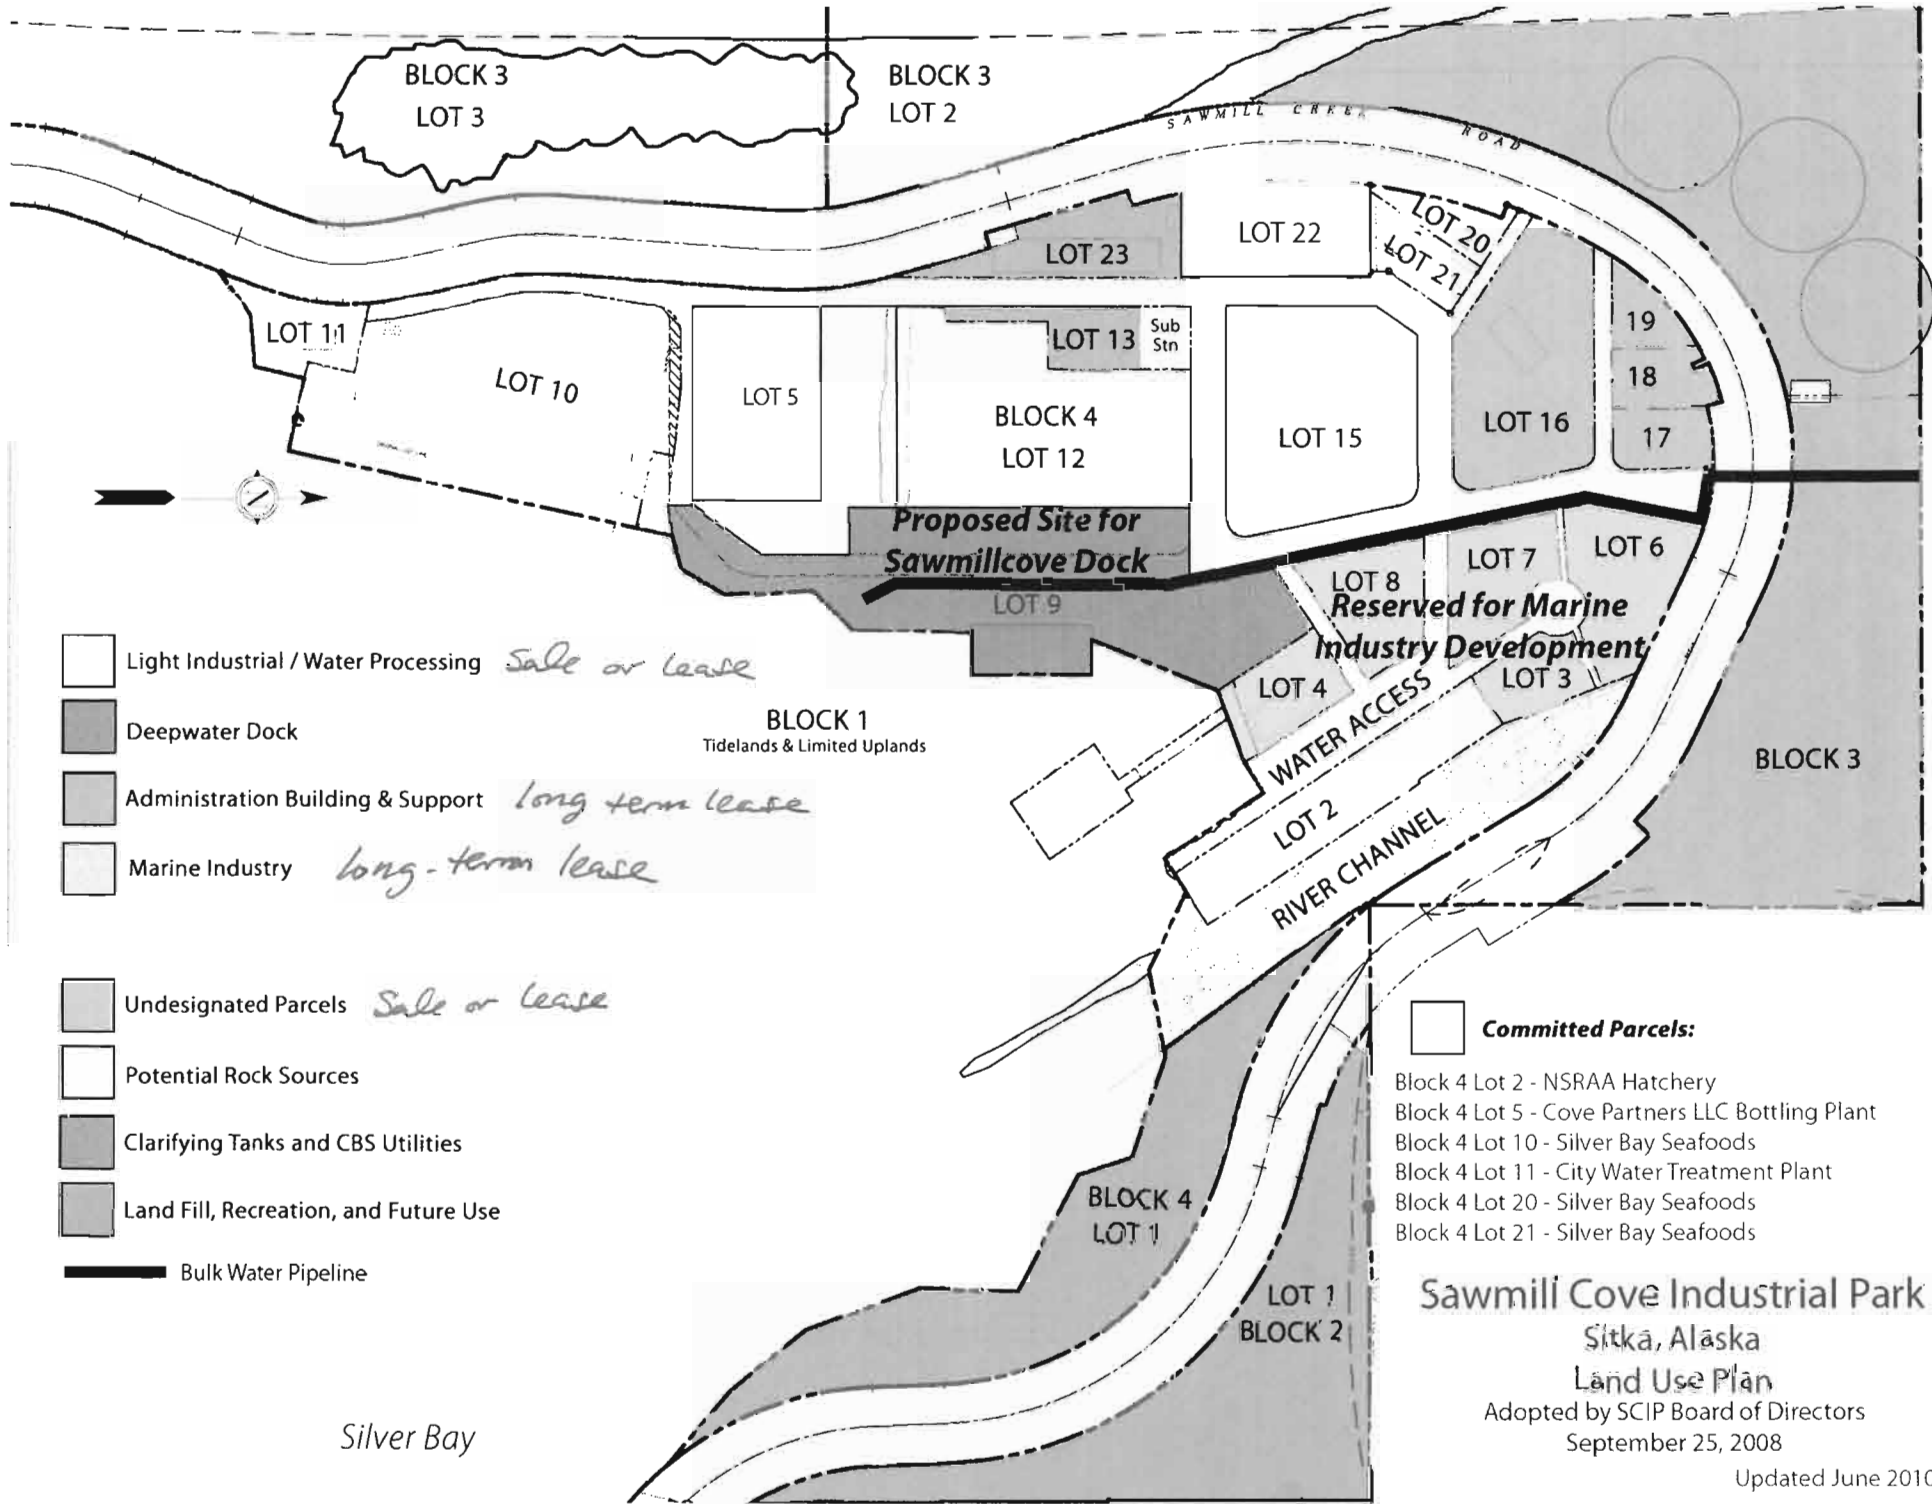 BLOCK 3
LOT 3
BLOCK 3
LOT 2
SAWMILL CREEK ROAD
LOT 23
LOT 22
LOT 20
LOT 21
LOT 11
LOT 10
LOT 5
LOT 13
Sub
Stn
BLOCK 4
LOT 12
LOT 15
LOT 16
19
18
17
Proposed Site for
Sawmillcove Dock
LOT 9
LOT 8
LOT 7
LOT 6
Reserved for Marine
Industry Development
LOT 4
LOT 3
WATER ACCESS
LOT 2
RIVER CHANNEL
BLOCK 3
BLOCK 1
Tidelands & Limited Uplands
Light Industrial / Water Processing Sale or Lease
Deepwater Dock
Administration Building & Support long term lease
Marine Industry long-term lease
Undesignated Parcels Sale or Lease
Potential Rock Sources
Clarifying Tanks and CBS Utilities
Land Fill, Recreation, and Future Use
Bulk Water Pipeline
BLOCK 4
LOT 1
LOT 1
BLOCK 2
Silver Bay
Committed Parcels:
Block 4 Lot 2 - NSRAA Hatchery
Block 4 Lot 5 - Cove Partners LLC Bottling Plant
Block 4 Lot 10 - Silver Bay Seafoods
Block 4 Lot 11 - City Water Treatment Plant
Block 4 Lot 20 - Silver Bay Seafoods
Block 4 Lot 21 - Silver Bay Seafoods
Sawmill Cove Industrial Park
Sitka, Alaska
Land Use Plan
Adopted by SCIP Board of Directors
September 25, 2008
Updated June 2010